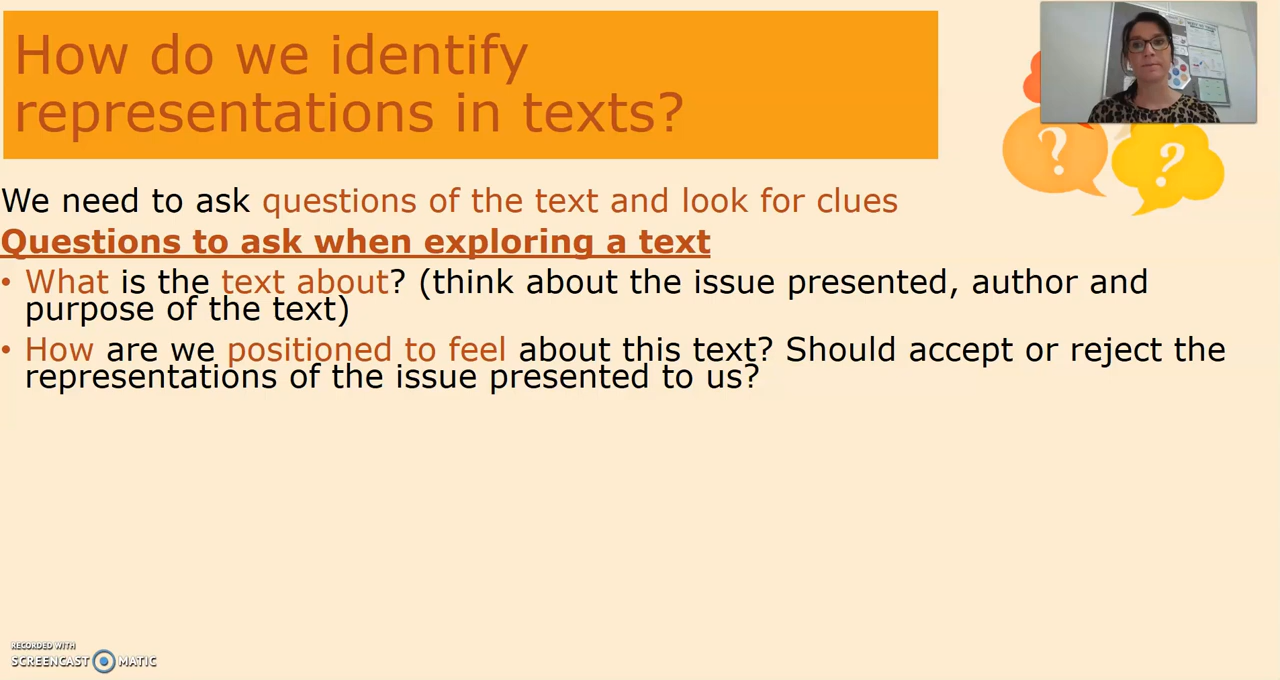 How do we identify
representations in texts?
? ?
We need to ask questions of the text and look for clues
Questions to ask when exploring a text
• What is the text about? (think about the issue presented, author and
purpose of the text)
• How are we positioned to feel about this text? Should accept or reject the
representations of the issue presented to us?
RECORDED WITH
SCREENCAST MATIC